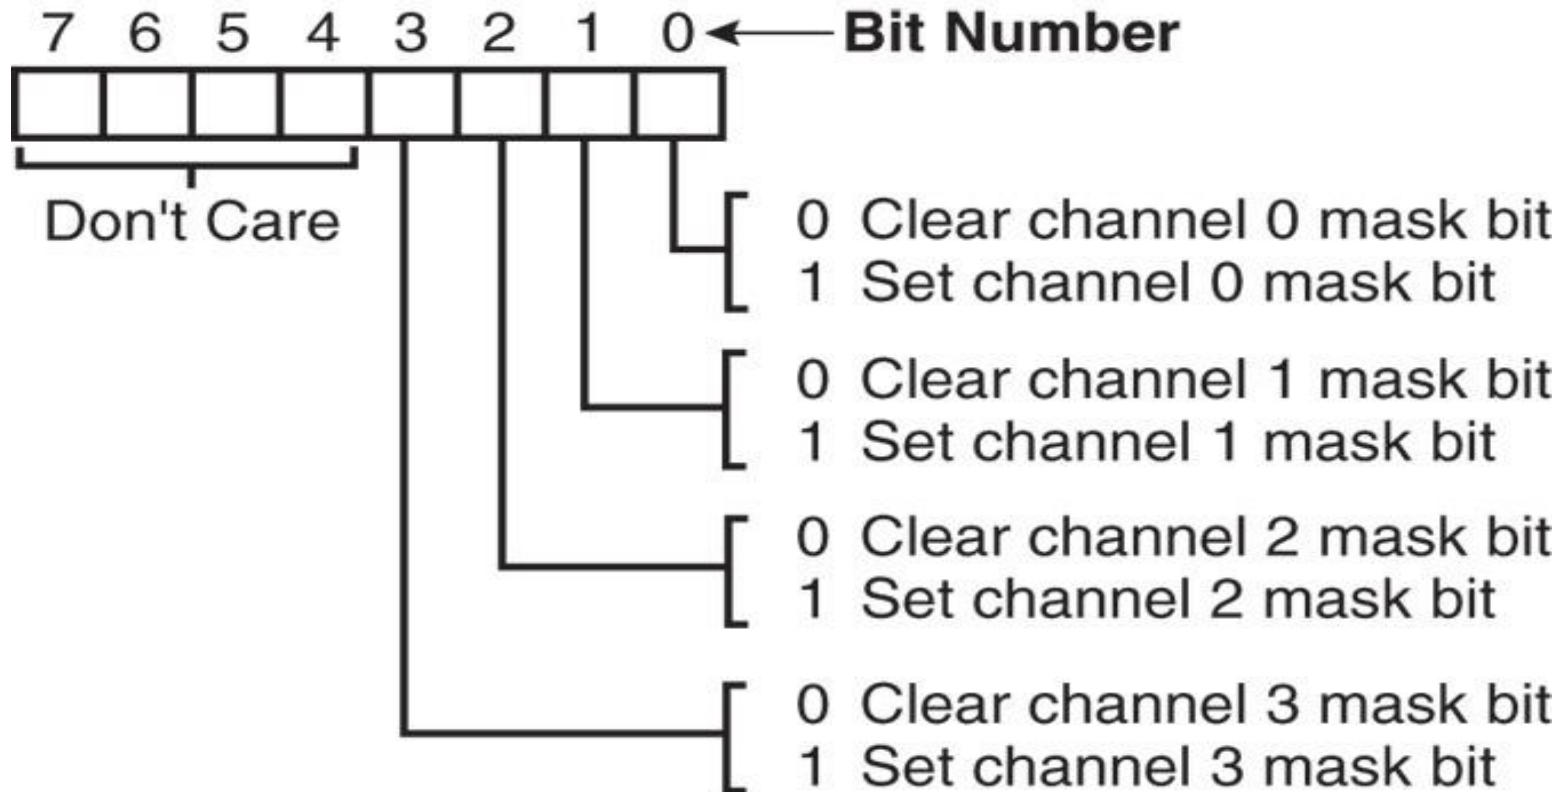 7 6 5 4 3 2 1 0 Bit Number
Don't Care
0 Clear channel 0 mask bit
1 Set channel 0 mask bit
0 Clear channel 1 mask bit
1 Set channel 1 mask bit
0 Clear channel 2 mask bit
1 Set channel 2 mask bit
0 Clear channel 3 mask bit
1 Set channel 3 mask bit